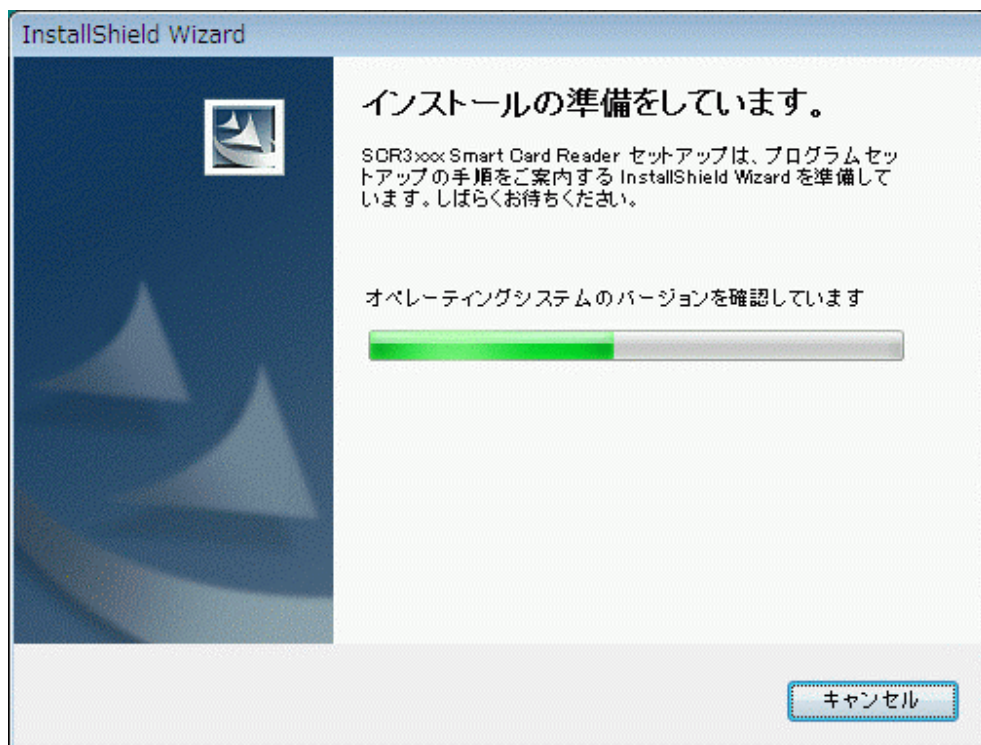 InstallShield Wizard
インストールの準備をしています。
SCR3xxx Smart Card Reader セットアップは、プログラムセッ
トアップの手順をご案内する InstallShield Wizard を準備して
います。しばらくお待ちください。
オペレーティングシステムのバージョンを確認しています
キャンセル